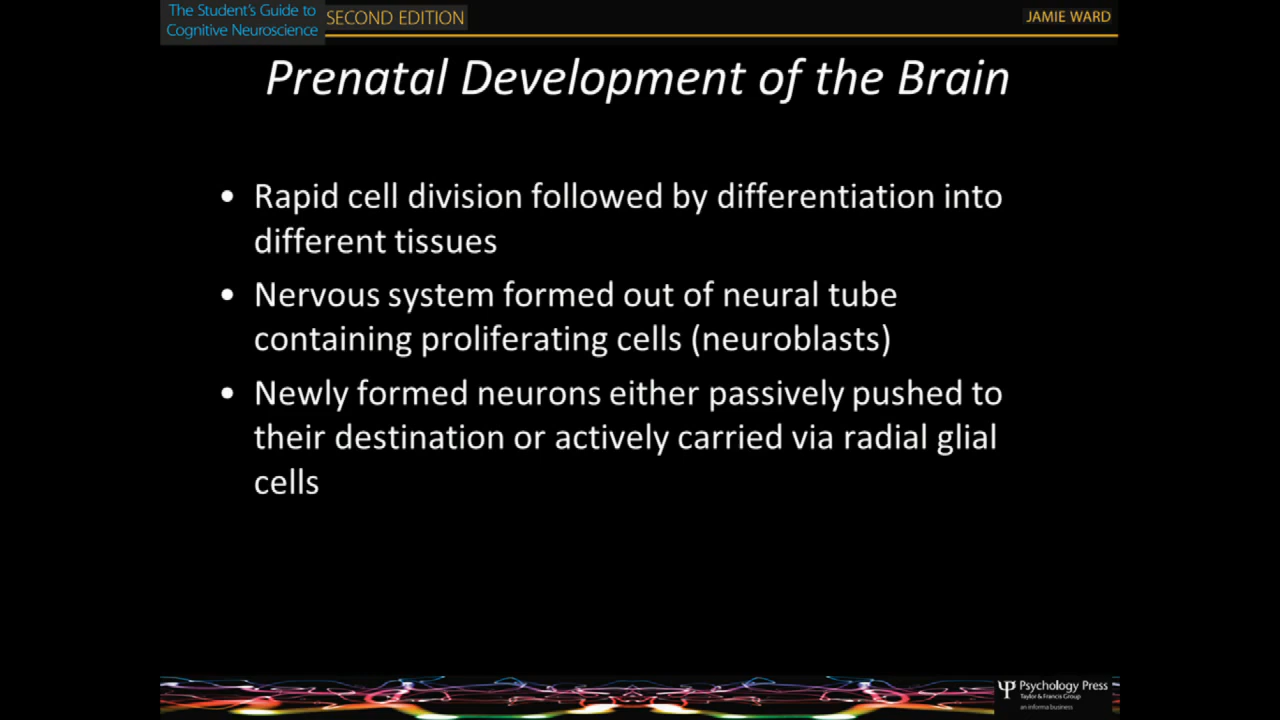 The Student's Guide to
Cognitive Neuroscience
SECOND EDITION
JAMIE WARD
Prenatal Development of the Brain
• Rapid cell division followed by differentiation into
different tissues
• Nervous system formed out of neural tube
containing proliferating cells (neuroblasts)
• Newly formed neurons either passively pushed to
their destination or actively carried via radial glial
cells
Psychology Press
Taylor & Francis Group
an informa business